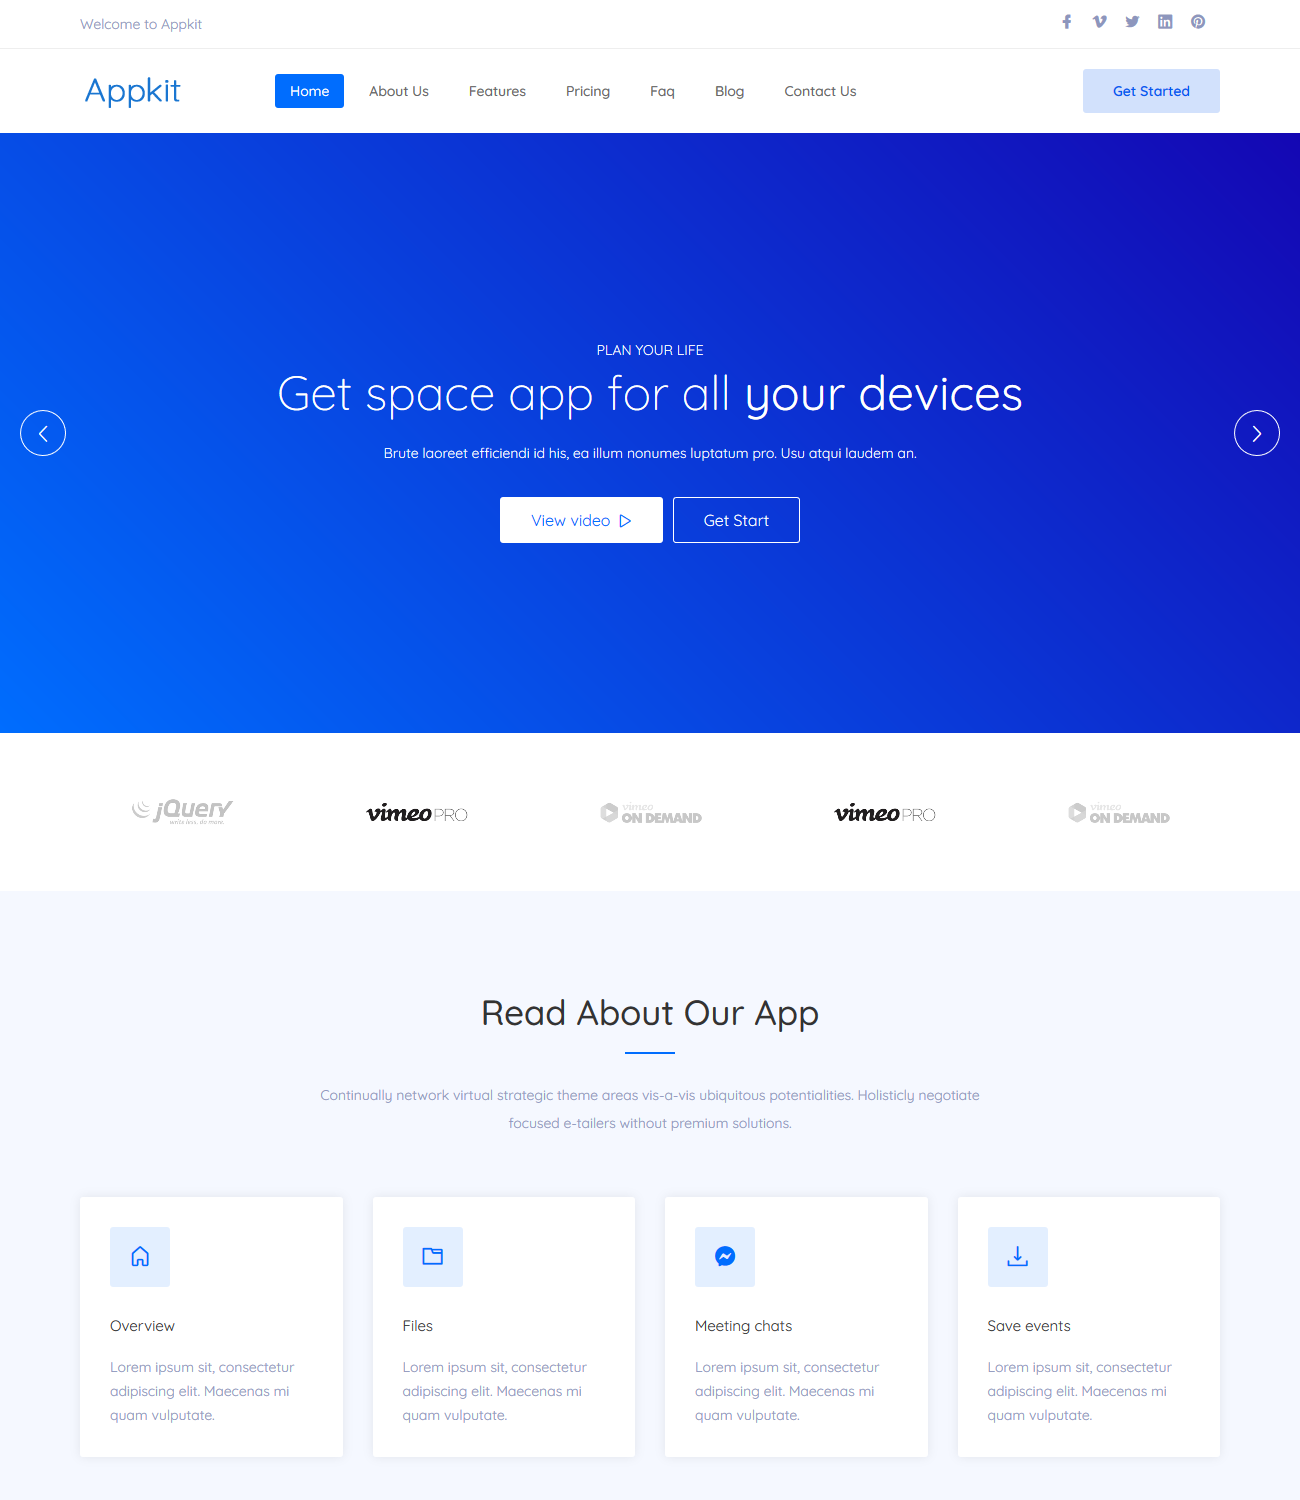 Welcome to Appkit
Appkit
Home
About Us
Features
Pricing
Faq
Blog
Contact Us
Get Started
PLAN YOUR LIFE
Get space app for all your devices
Brute laoreet efficiendi id his, ea illum nonumes luptatum pro. Usu atqui laudem an.
View video
Get Start
jQuery
write less. do more.
vimeo PRO
vimeo
ON DEMAND
vimeo PRO
vimeo
ON DEMAND
Read About Our App
Continually network virtual strategic theme areas vis-a-vis ubiquitous potentialities. Holisticly negotiate
focused e-tailers without premium solutions.
Overview
Lorem ipsum sit, consectetur
adipiscing elit. Maecenas mi
quam vulputate.
Files
Lorem ipsum sit, consectetur
adipiscing elit. Maecenas mi
quam vulputate.
Meeting chats
Lorem ipsum sit, consectetur
adipiscing elit. Maecenas mi
quam vulputate.
Save events
Lorem ipsum sit, consectetur
adipiscing elit. Maecenas mi
quam vulputate.